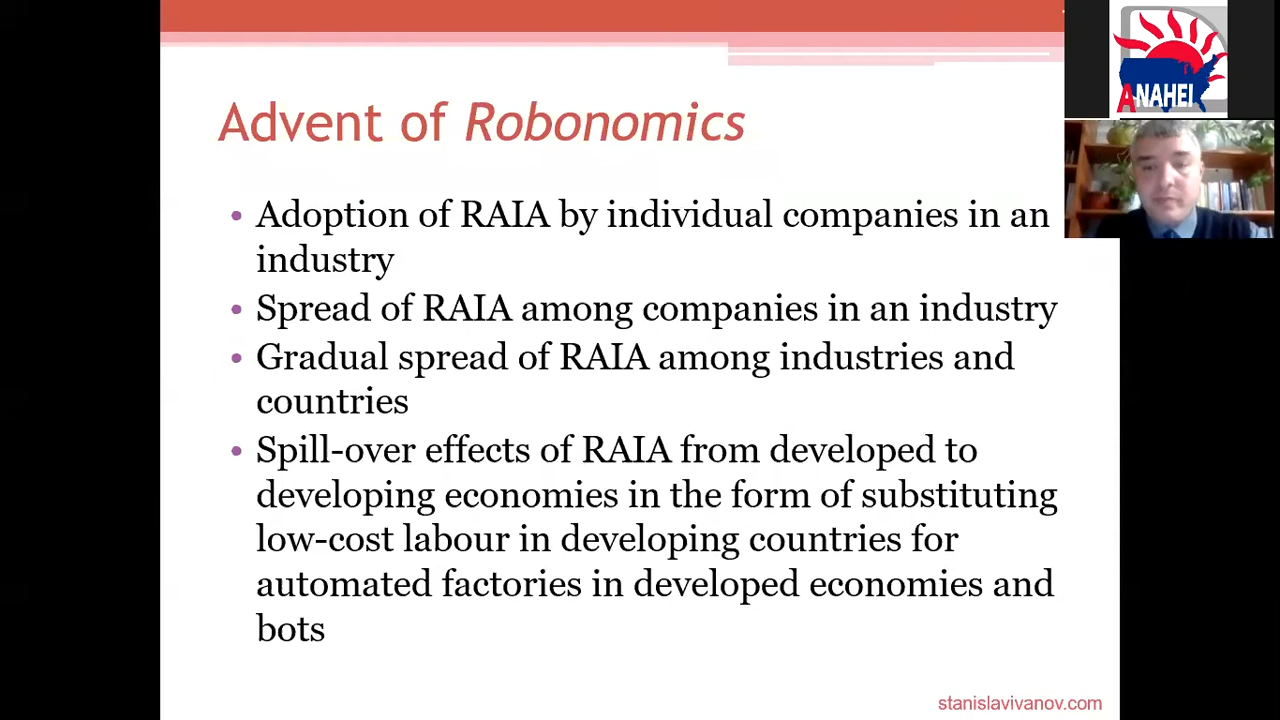 Advent of Robonomics
• Adoption of RAIA by individual companies in an
industry
• Spread of RAIA among companies in an industry
• Gradual spread of RAIA among industries and
countries
• Spill-over effects of RAIA from developed to
developing economies in the form of substituting
low-cost labour in developing countries for
automated factories in developed economies and
bots
stanislavivanov.com
ANAHEI